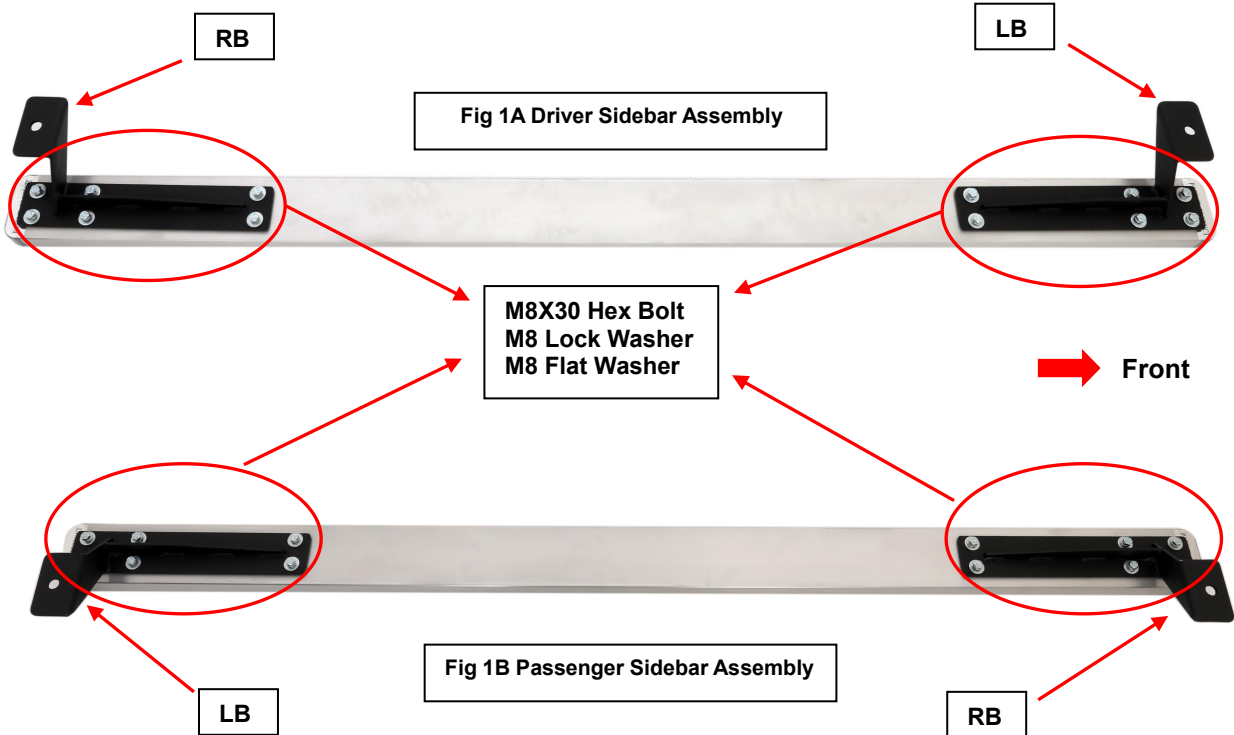 RB
LB
Fig 1A Driver Sidebar Assembly
M8X30 Hex Bolt
M8 Lock Washer
M8 Flat Washer
Front
Fig 1B Passenger Sidebar Assembly
LB
RB